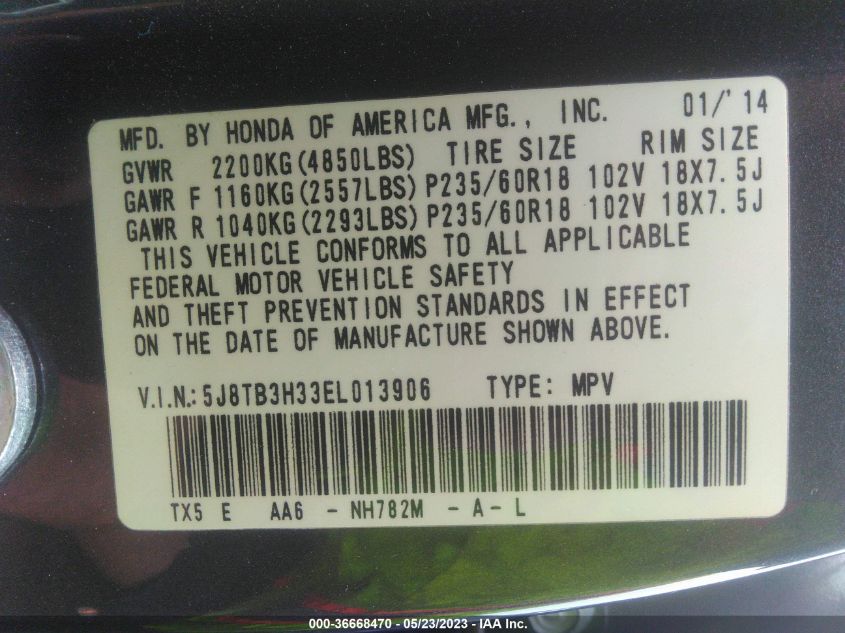 MFD. BY HONDA OF AMERICA MFG., INC. 01/'14
GVWR 2200KG(4850LBS) TIRE SIZE RIM SIZE
GAWR F 1160KG(2557LBS) P235/60R18 102V 18X7.5J
GAWR R 1040KG(2293LBS) P235/60R18 102V 18X7.5J
THIS VEHICLE CONFORMS TO ALL APPLICABLE
FEDERAL MOTOR VEHICLE SAFETY
AND THEFT PREVENTION STANDARDS IN EFFECT
ON THE DATE OF MANUFACTURE SHOWN ABOVE.
V.I.N.:5J8TB3H33EL013906 TYPE: MPV
TX5 E AA6 - NH782M - A - L
000-36668470 — 05/23/2023 — IAA Inc.